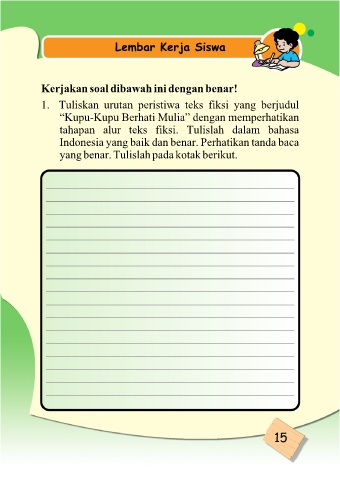 Lembar Kerja Siswa
Kerjakan soal dibawah ini dengan benar!
1. Tuliskan urutan peristiwa teks fiksi yang berjudul
“Kupu-Kupu Berhati Mulia” dengan memperhatikan
tahapan alur teks fiksi. Tulislah dalam bahasa
Indonesia yang baik dan benar. Perhatikan tanda baca
yang benar. Tulislah pada kotak berikut.
15